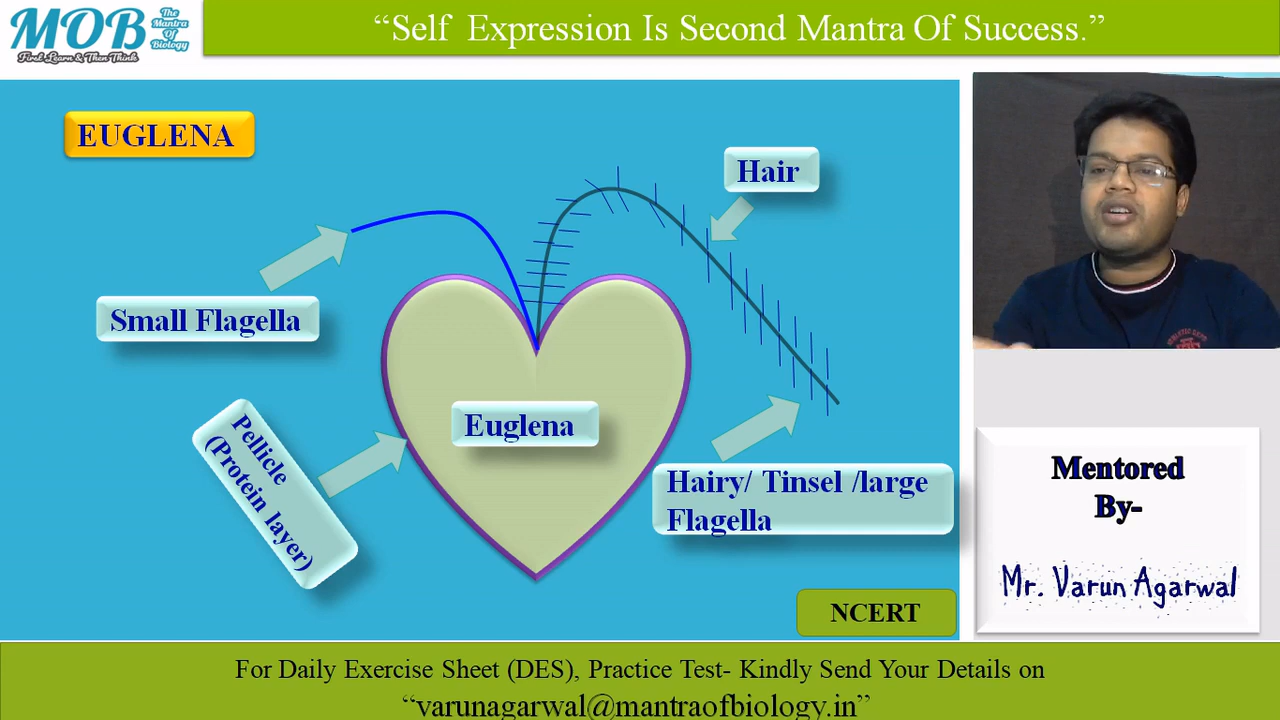 MOB
The
Mantra
Of
Biology
First Learn & Then Think
“Self Expression Is Second Mantra Of Success.”
EUGLENA
Hair
Small Flagella
Euglena
Pellicle
(Protein layer)
Hairy/ Tinsel /large
Flagella
NCERT
Mentored
By-
Mr. Varun Agarwal
For Daily Exercise Sheet (DES), Practice Test- Kindly Send Your Details on
“varunagarwal@mantraofbiology.in”